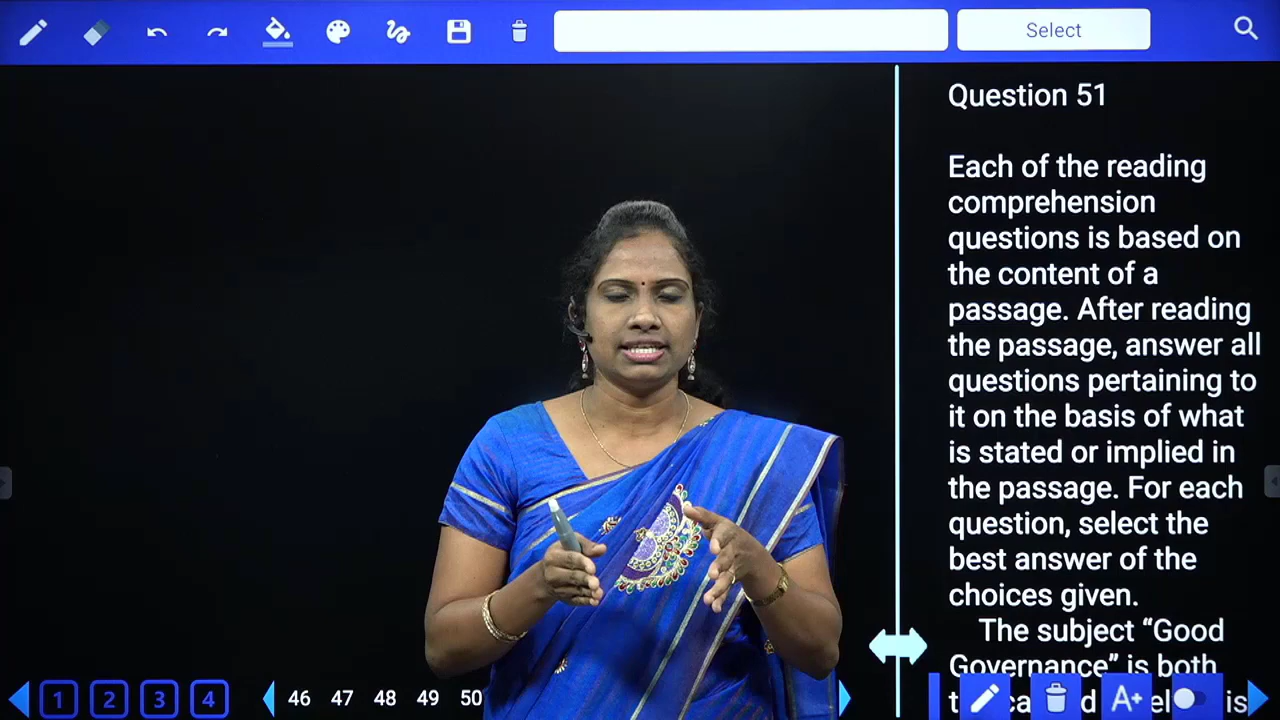 Select
Question 51
Each of the reading
comprehension
questions is based on
the content of a
passage. After reading
the passage, answer all
questions pertaining to
it on the basis of what
is stated or implied in
the passage. For each
question, select the
best answer of the
choices given.
The subject “Good
Governance” is both
is
1 2 3 4 46 47 48 49 50 A+